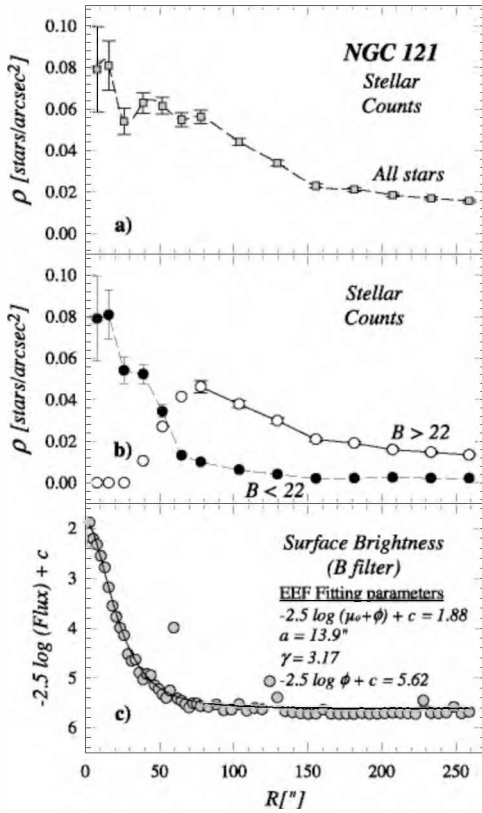 0.10
0.08
0.06
0.04
0.02
0.00
ρ [stars/arcsec²]
NGC 121
Stellar
Counts
All stars
a)
0.10
0.08
0.06
0.04
0.02
0.00
ρ [stars/arcsec²]
Stellar
Counts
B > 22
B < 22
b)
2
3
4
5
6
-2.5 log (Flux) + c
Surface Brightness
(B filter)
EEF Fitting parameters
-2.5 log (μₒ+ϕ) + c = 1.88
a = 13.9"
γ = 3.17
-2.5 log ϕ + c = 5.62
c)
0 50 100 150 200 250
R["]